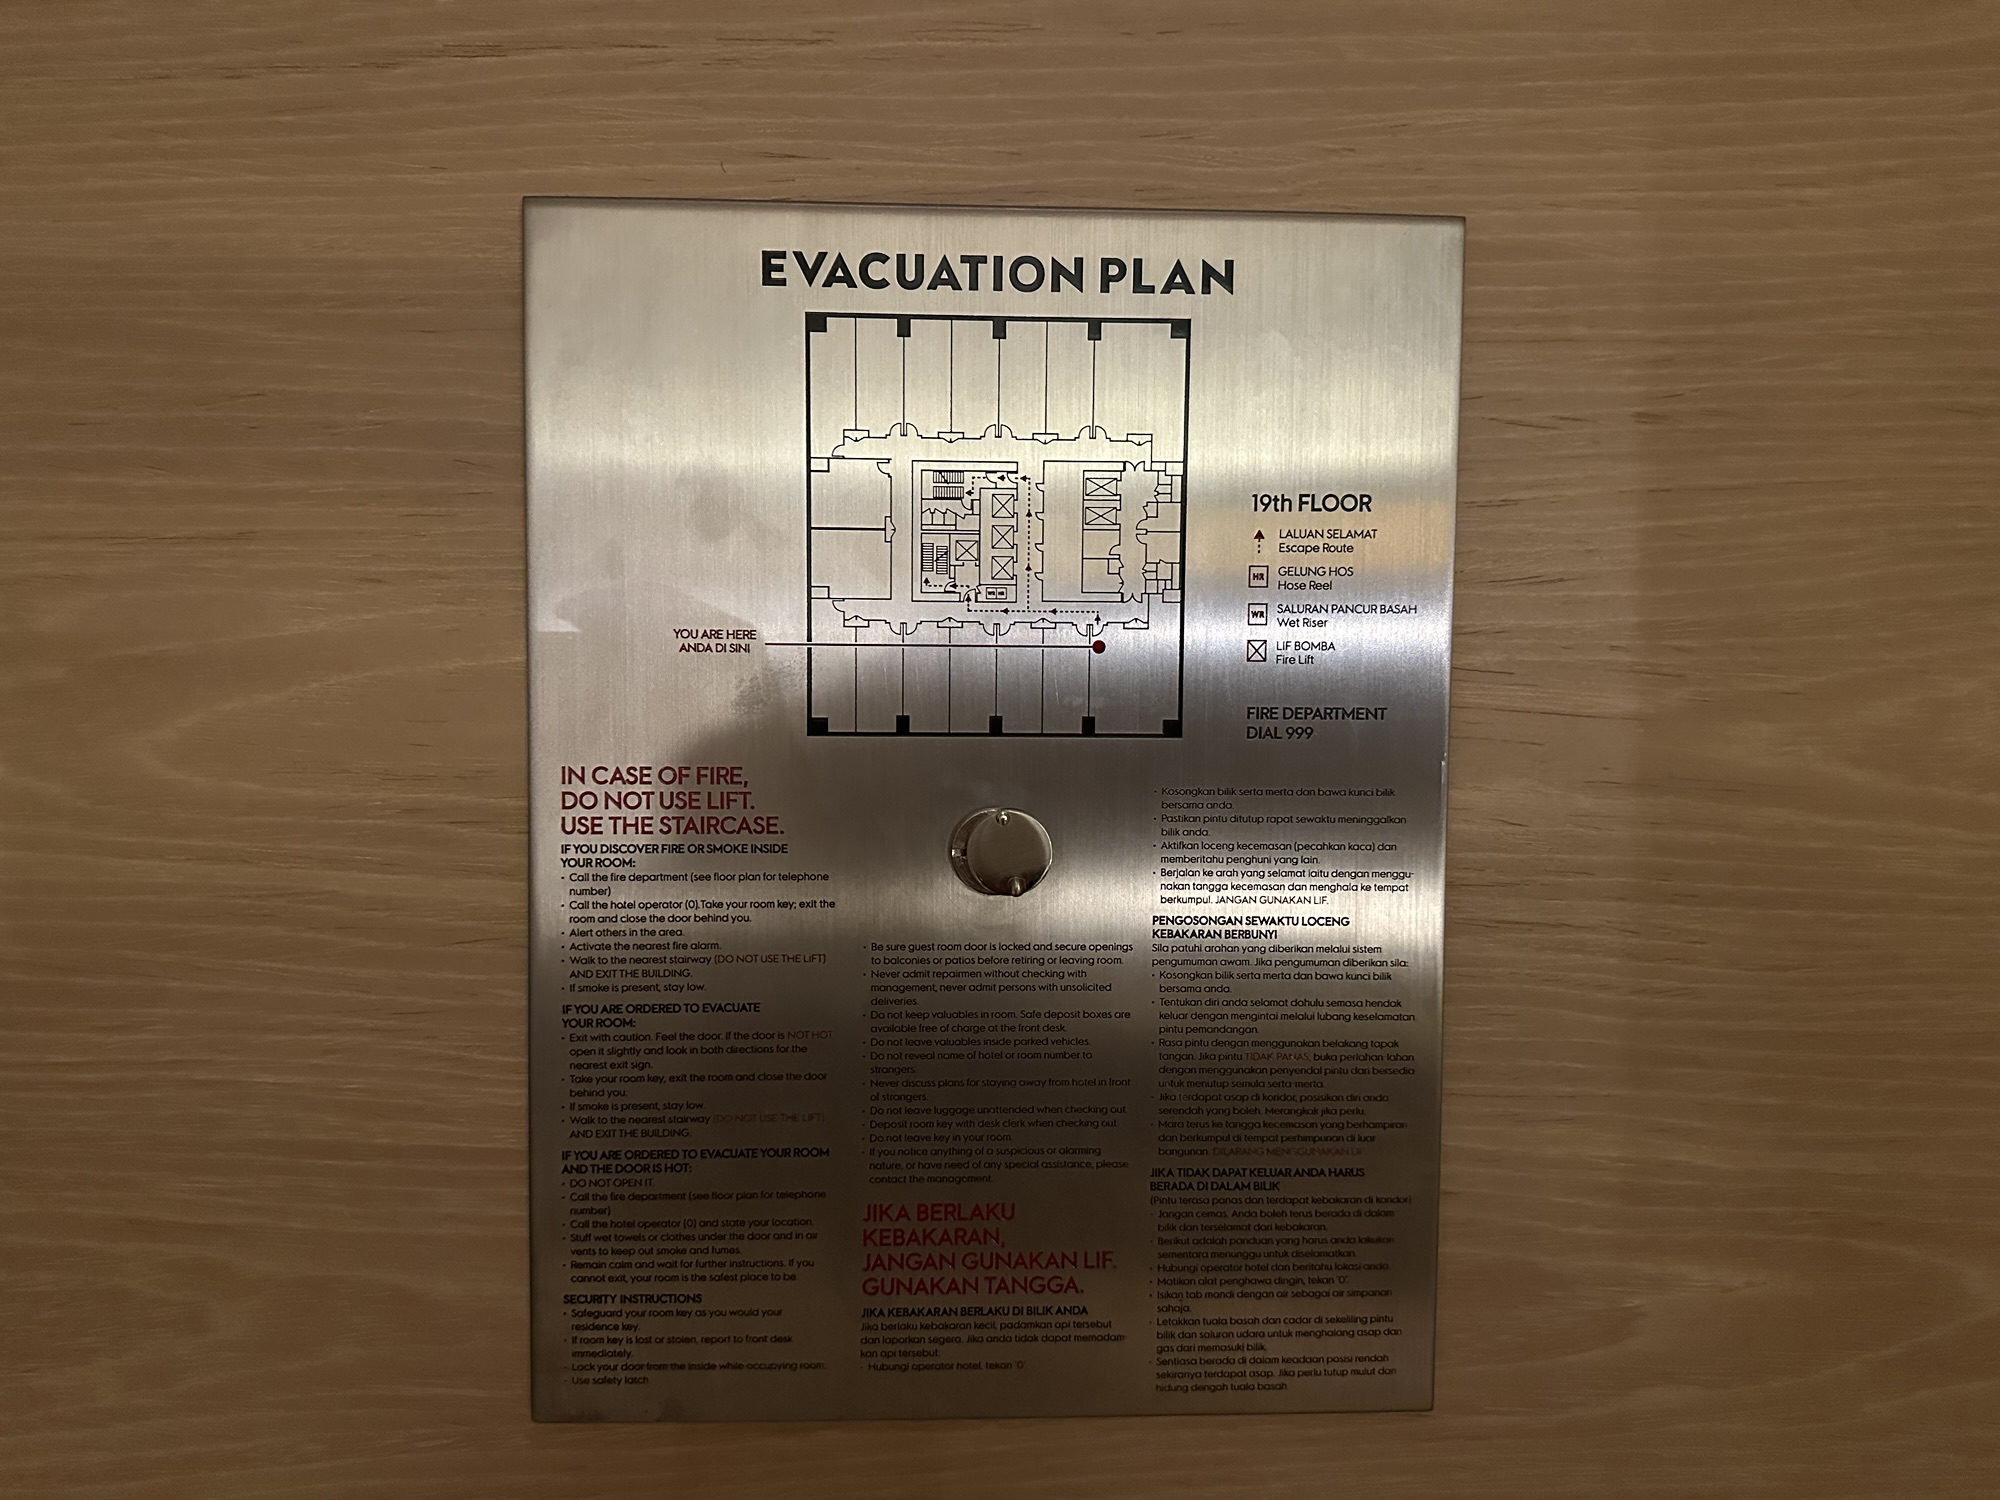 EVACUATION PLAN
19th FLOOR
LALUAN SELAMAT
Escape Route
HR
GELUNG HOS
Hose Reel
WR
SALURAN PANCUR BASAH
Wet Riser
LIF BOMBA
Fire Lift
WR HR
YOU ARE HERE
ANDA DI SINI
FIRE DEPARTMENT
DIAL 999
IN CASE OF FIRE,
DO NOT USE LIFT.
USE THE STAIRCASE.
IF YOU DISCOVER FIRE OR SMOKE INSIDE
YOUR ROOM:
• Call the fire department (see floor plan for telephone
number)
• Call the hotel operator (0).Take your room key; exit the
room and close the door behind you.
• Alert others in the area.
• Activate the nearest fire alarm.
• Walk to the nearest stairway (DO NOT USE THE LIFT)
AND EXIT THE BUILDING.
• If smoke is present, stay low.
IF YOU ARE ORDERED TO EVACUATE
YOUR ROOM:
• Exit with caution. Feel the door. If the door is NOT HOT
open it slightly and look in both directions for the
nearest exit sign.
• Take your room key, exit the room and close the door
behind you.
• If smoke is present, stay low.
• Walk to the nearest stairway (DO NOT USE THE LIFT)
AND EXIT THE BUILDING.
IF YOU ARE ORDERED TO EVACUATE YOUR ROOM
AND THE DOOR IS HOT:
• DO NOT OPEN IT.
• Call the fire department (see floor plan for telephone
number)
• Call the hotel operator (0) and state your location.
• Stuff wet towels or clothes under the door and in air
vents to keep out smoke and fumes.
• Remain calm and wait for further instructions. If you
cannot exit, your room is the safest place to be
SECURITY INSTRUCTIONS
• Safeguard your room key as you would your
residence key.
• If room key is lost or stolen, report to front desk
immediately.
• Lock your door from the inside while occupying room.
• Use safety latch
• Be sure guest room door is locked and secure openings
to balconies or patios before retiring or leaving room.
• Never admit repairmen without checking with
management, never admit persons with unsolicited
deliveries.
• Do not keep valuables in room. Safe deposit boxes are
available free of charge at the front desk.
• Do not leave valuables inside parked vehicles.
• Do not reveal name of hotel or room number to
strangers.
• Never discuss plans for staying away from hotel in front
of strangers.
• Do not leave luggage unattended when checking out.
• Deposit room key with desk clerk when checking out
• Do not leave key in your room.
• If you notice anything of a suspicious or alarming
nature, or have need of any special assistance, please
contact the management.
JIKA BERLAKU
KEBAKARAN,
JANGAN GUNAKAN LIF.
GUNAKAN TANGGA.
JIKA KEBAKARAN BERLAKU DI BILIK ANDA
Jika berlaku kebakaran kecil, padamkan api tersebut
dan laporkan segera. Jika anda tidak dapat memadam-
kan api tersebut:
• Hubungi operator hotel, tekan '0'
• Kosongkan bilik serta merta dan bawa kunci bilik
bersama anda.
• Pastikan pintu ditutup rapat sewaktu meninggalkan
bilik anda.
• Aktifkan loceng kecemasan (pecahkan kaca) dan
memberitahu penghuni yang lain.
• Berjalan ke arah yang selamat iaitu dengan menggu-
nakan tangga kecemasan dan menghala ke tempat
berkumpul. JANGAN GUNAKAN LIF.
PENGOSONGAN SEWAKTU LOCENG
KEBAKARAN BERBUNYI
Sila patuhi arahan yang diberikan melalui sistem
pengumuman awam. Jika pengumuman diberikan sila:
• Kosongkan bilik serta merta dan bawa kunci bilik
bersama anda.
• Tentukan diri anda selamat dahulu semasa hendak
keluar dengan mengintai melalui lubang keselamatan
pintu pemandangan.
• Rasa pintu dengan menggunakan belakang tapak
tangan. Jika pintu TIDAK PANAS, buka perlahan lahan
dengan menggunakan penyendal pintu dan bersedia
untuk menutup semula serta-merta.
• Jika terdapat asap di koridor, posisikan diri anda
serendah yang boleh. Merangkak jika perlu.
• Mara terus ke tangga kecemasan yang berhampiran
dan berkumpul di tempat perhimpunan di luar
bangunan. DILARANG MENGGUNAKAN LIF
JIKA TIDAK DAPAT KELUAR ANDA HARUS
BERADA DI DALAM BILIK
(Pintu terasa panas dan terdapat kebakaran di koridor)
• Jangan cemas. Anda boleh terus berada di dalam
bilik dan terselamat dari kebakaran.
• Berikut adalah panduan yang harus anda lakukan
sementara menunggu untuk diselamatkan.
• Hubungi operator hotel dan beritahu lokasi anda.
• Matikan alat penghawa dingin, tekan '0'.
• Isikan tab mandi dengan air sebagai air simpanan
sahaja.
• Letakkan tuala basah dan cadar di sekeliling pintu
bilik dan saluran udara untuk menghalang asap dan
gas dari memasuki bilik.
• Sentiasa berada di dalam keadaan posisi rendah
sekiranya terdapat asap. Jika perlu tutup mulut dan
hidung dengah tuala basah